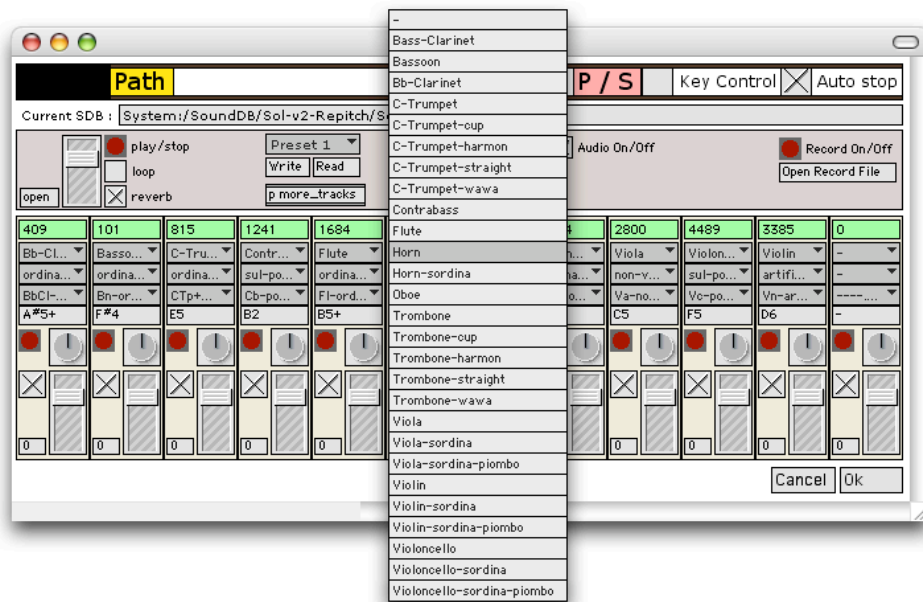 Path
P / S
Key Control
Auto stop
Current SDB :
System:/SoundDB/Sol-v2-Repitch/S
play/stop
loop
reverb
open
Preset 1
Write
Read
p more_tracks
Audio On/Off
Record On/Off
Open Record File
-
Bass-Clarinet
Bassoon
Bb-Clarinet
C-Trumpet
C-Trumpet-cup
C-Trumpet-harmon
C-Trumpet-straight
C-Trumpet-wawa
Contrabass
Flute
Horn
Horn-sordina
Oboe
Trombone
Trombone-cup
Trombone-harmon
Trombone-straight
Trombone-wawa
Viola
Viola-sordina
Viola-sordina-piombo
Violin
Violin-sordina
Violin-sordina-piombo
Violoncello
Violoncello-sordina
Violoncello-sordina-piombo
409 101 815 1241 1684 2800 4489 3385 0
Bb-Cl... Basso... C-Tru... Contr... Flute Viola Violon... Violin -
ordina... ordina... ordina... sul-po... ordina... non-v... sul-po... artifi... -
BbCl-... Bn-or... CTp+... Cb-po... Fl-ord... Va-no... Vc-po... Vn-ar... ----...
A#5+ F#4 E5 B2 B5+ C5 F5 D6 -
0 0 0 0 0 0 0 0 0
Cancel
Ok